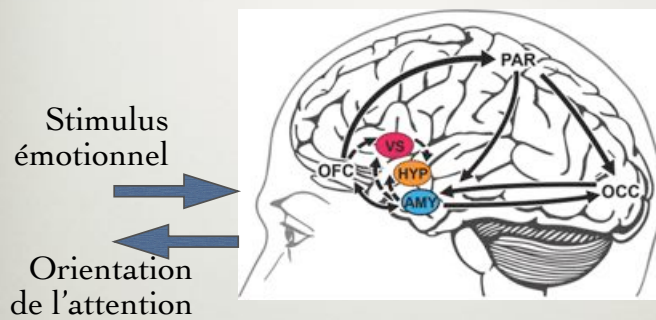 Stimulus
émotionnel
Orientation
de l'attention
PAR
VS
OFC
HYP
AMY
OCC